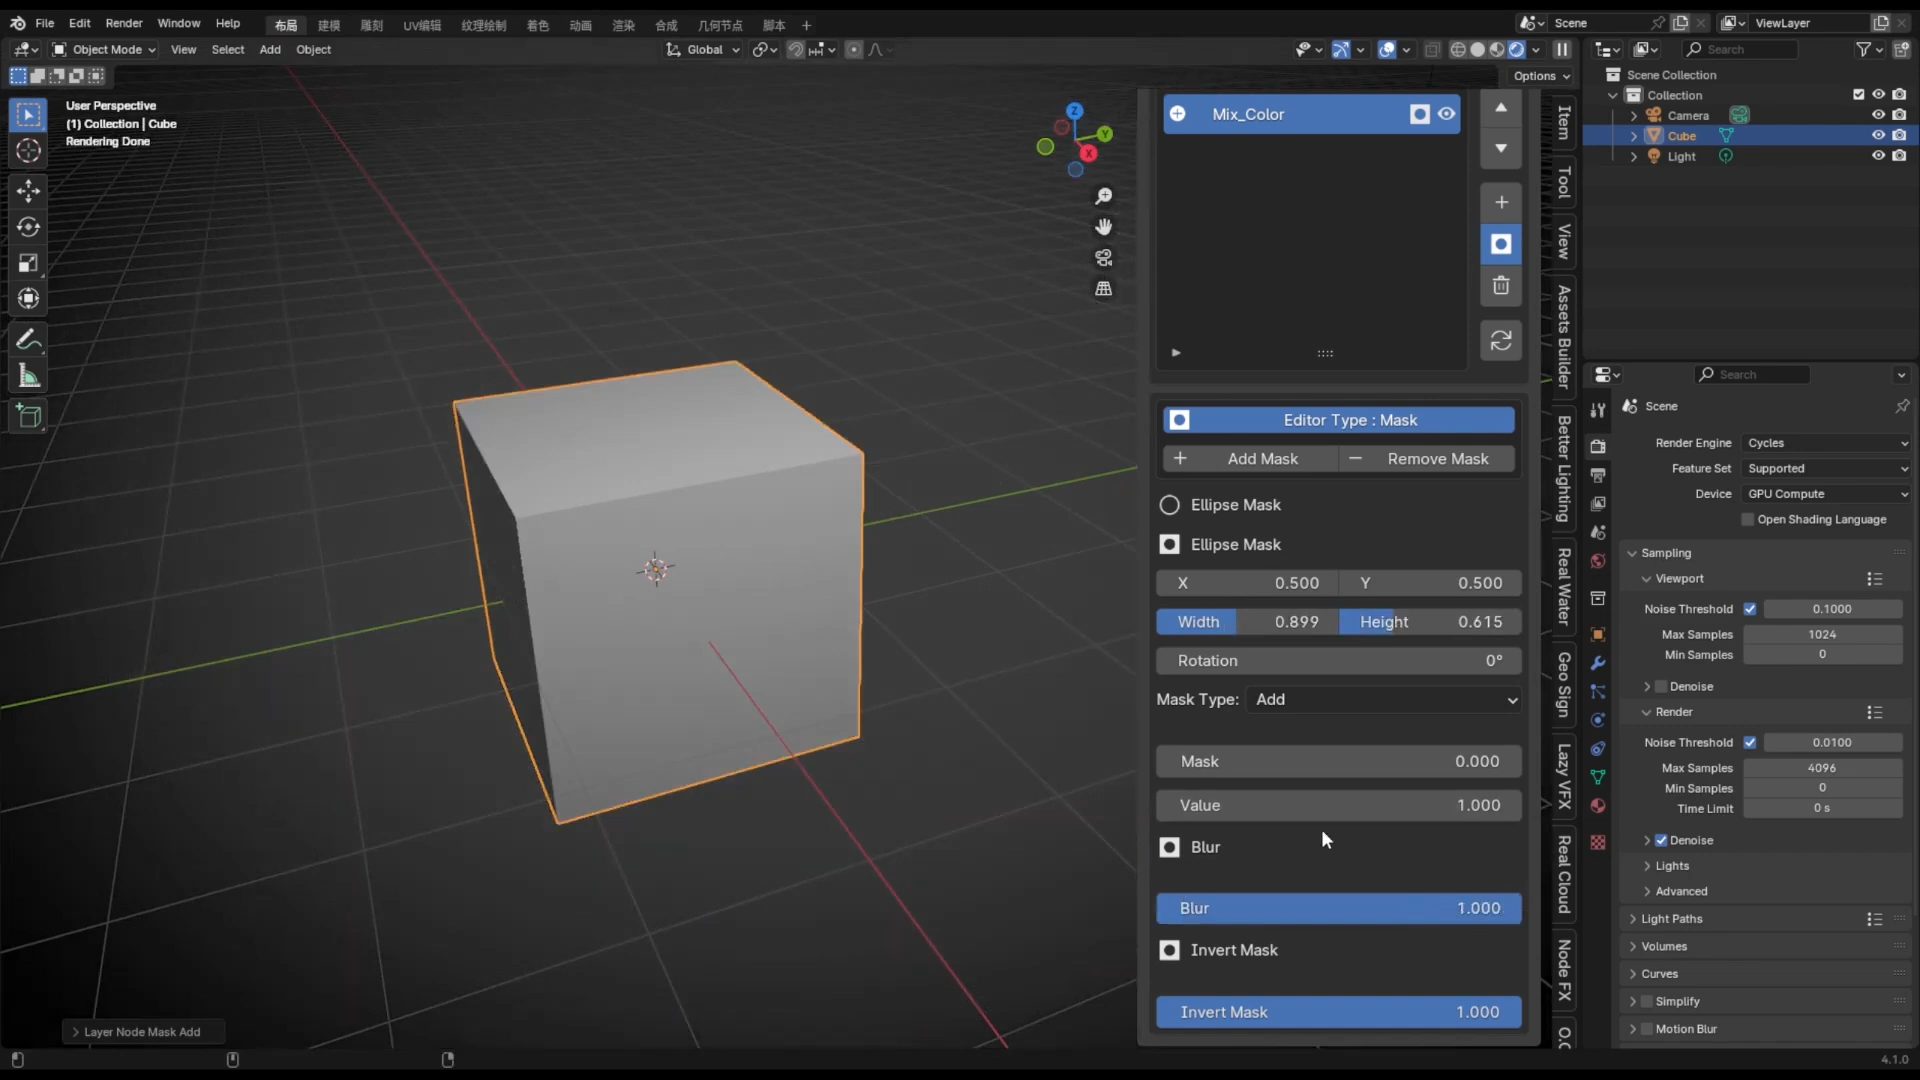 File Edit Render Window Help 布局 建模 雕刻 UV编辑 纹理绘制 着色 动画 渲染 合成 几何节点 脚本 + Scene ViewLayer
Object Mode View Select Add Object Global Search
Options
User Perspective
(1) Collection | Cube
Rendering Done
Z
Y
X
Mix_Color
Editor Type : Mask
+ Add Mask − Remove Mask
Ellipse Mask
Ellipse Mask
X 0.500 Y 0.500
Width 0.899 Height 0.615
Rotation 0°
Mask Type: Add
Mask 0.000
Value 1.000
Blur
Blur 1.000
Invert Mask
Invert Mask 1.000
Item
Tool
View
Assets Builder
Better Lighting
Real Water
Geo Sign
Lazy VFX
Real Cloud
Node FX
Scene Collection
Collection
Camera
Cube
Light
Search
Scene
Render Engine Cycles
Feature Set Supported
Device GPU Compute
Open Shading Language
Sampling
Viewport
Noise Threshold 0.1000
Max Samples 1024
Min Samples 0
Denoise
Render
Noise Threshold 0.0100
Max Samples 4096
Min Samples 0
Time Limit 0 s
Denoise
Lights
Advanced
Light Paths
Volumes
Curves
Simplify
Motion Blur
Layer Node Mask Add
4.1.0